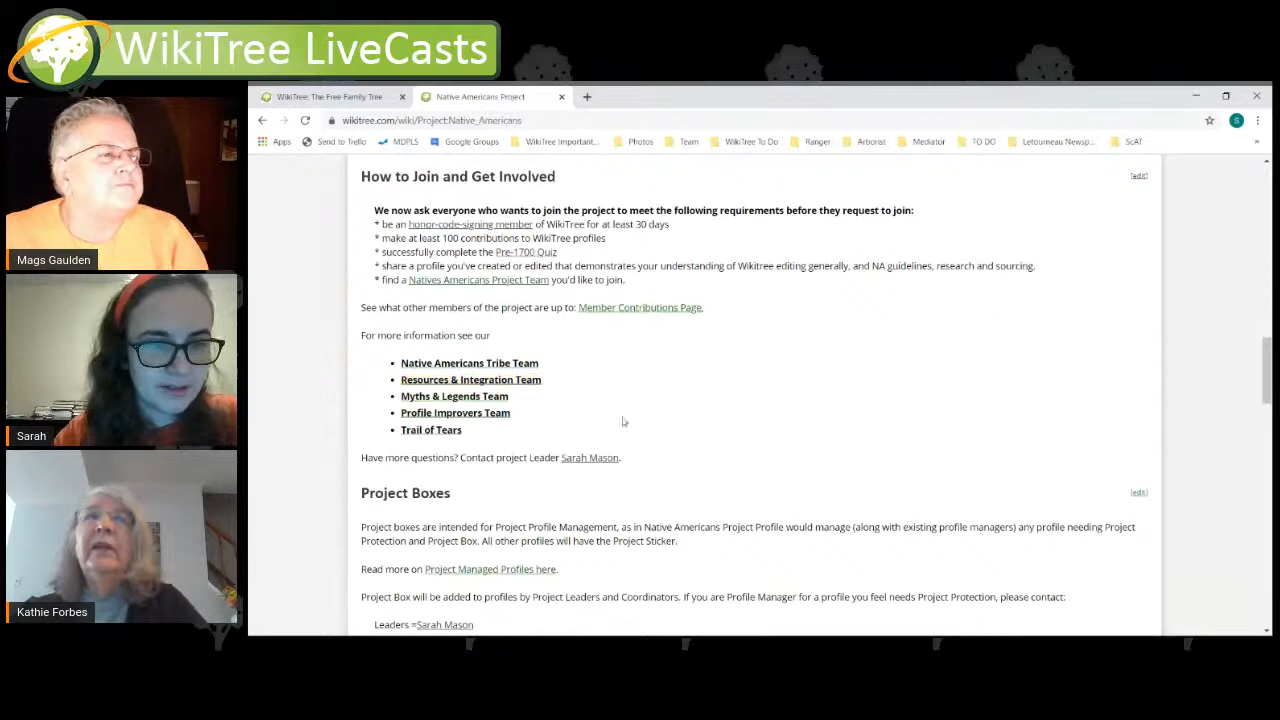 WikiTree LiveCasts
WikiTree: The Free Family Tree
Native Americans Project
wikitree.com/wiki/Project:Native_Americans
Apps
Send to Trello
MDPLS
Google Groups
WikiTree Important...
Photos
Team
WikiTree To Do
Ranger
Arborist
Mediator
TO DO
Letourneau Newsp...
ScAT
Mags Gaulden
Sarah
Kathie Forbes
How to Join and Get Involved
[edit]
We now ask everyone who wants to join the project to meet the following requirements before they request to join:
* be an honor-code-signing member of WikiTree for at least 30 days
* make at least 100 contributions to WikiTree profiles
* successfully complete the Pre-1700 Quiz
* share a profile you've created or edited that demonstrates your understanding of Wikitree editing generally, and NA guidelines, research and sourcing.
* find a Natives Americans Project Team you'd like to join.
See what other members of the project are up to: Member Contributions Page.
For more information see our
• Native Americans Tribe Team
• Resources & Integration Team
• Myths & Legends Team
• Profile Improvers Team
• Trail of Tears
Have more questions? Contact project Leader Sarah Mason.
Project Boxes
[edit]
Project boxes are intended for Project Profile Management, as in Native Americans Project Profile would manage (along with existing profile managers) any profile needing Project
Protection and Project Box. All other profiles will have the Project Sticker.
Read more on Project Managed Profiles here.
Project Box will be added to profiles by Project Leaders and Coordinators. If you are Profile Manager for a profile you feel needs Project Protection, please contact:
Leaders =Sarah Mason